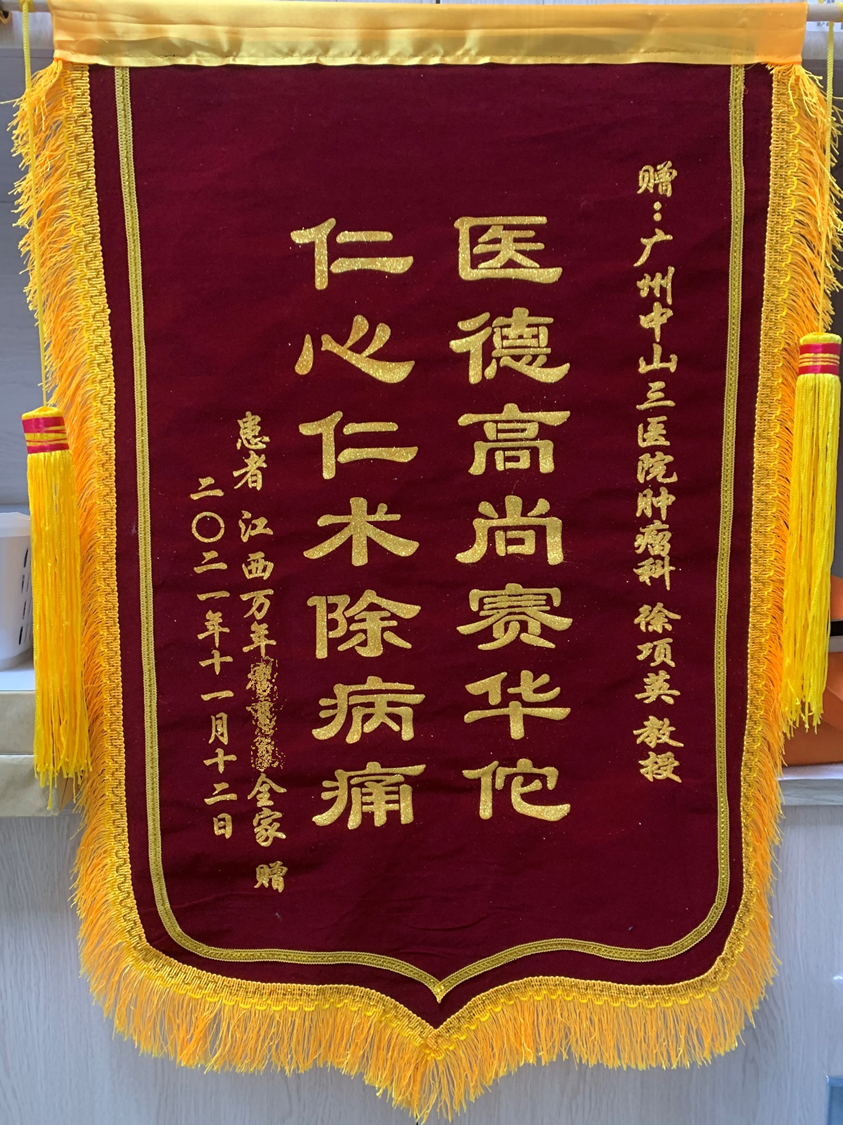 赠：广州中山三医院肿瘤科 徐项英 教授
医德高尚赛华佗
仁心仁术除病痛
患者 江西万年 全家 赠
二〇二一年十一月十二日